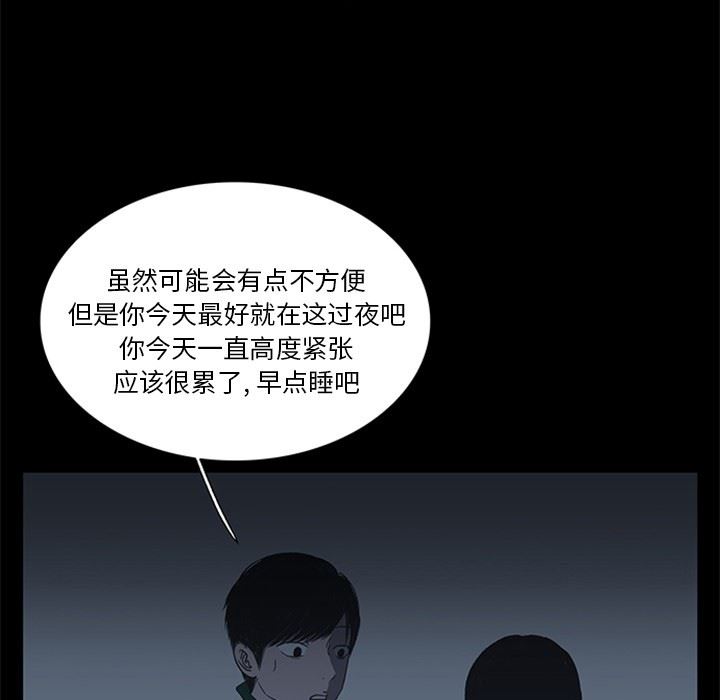 虽然可能会有点不方便
但是你今天最好就在这过夜吧
你今天一直高度紧张
应该很累了, 早点睡吧